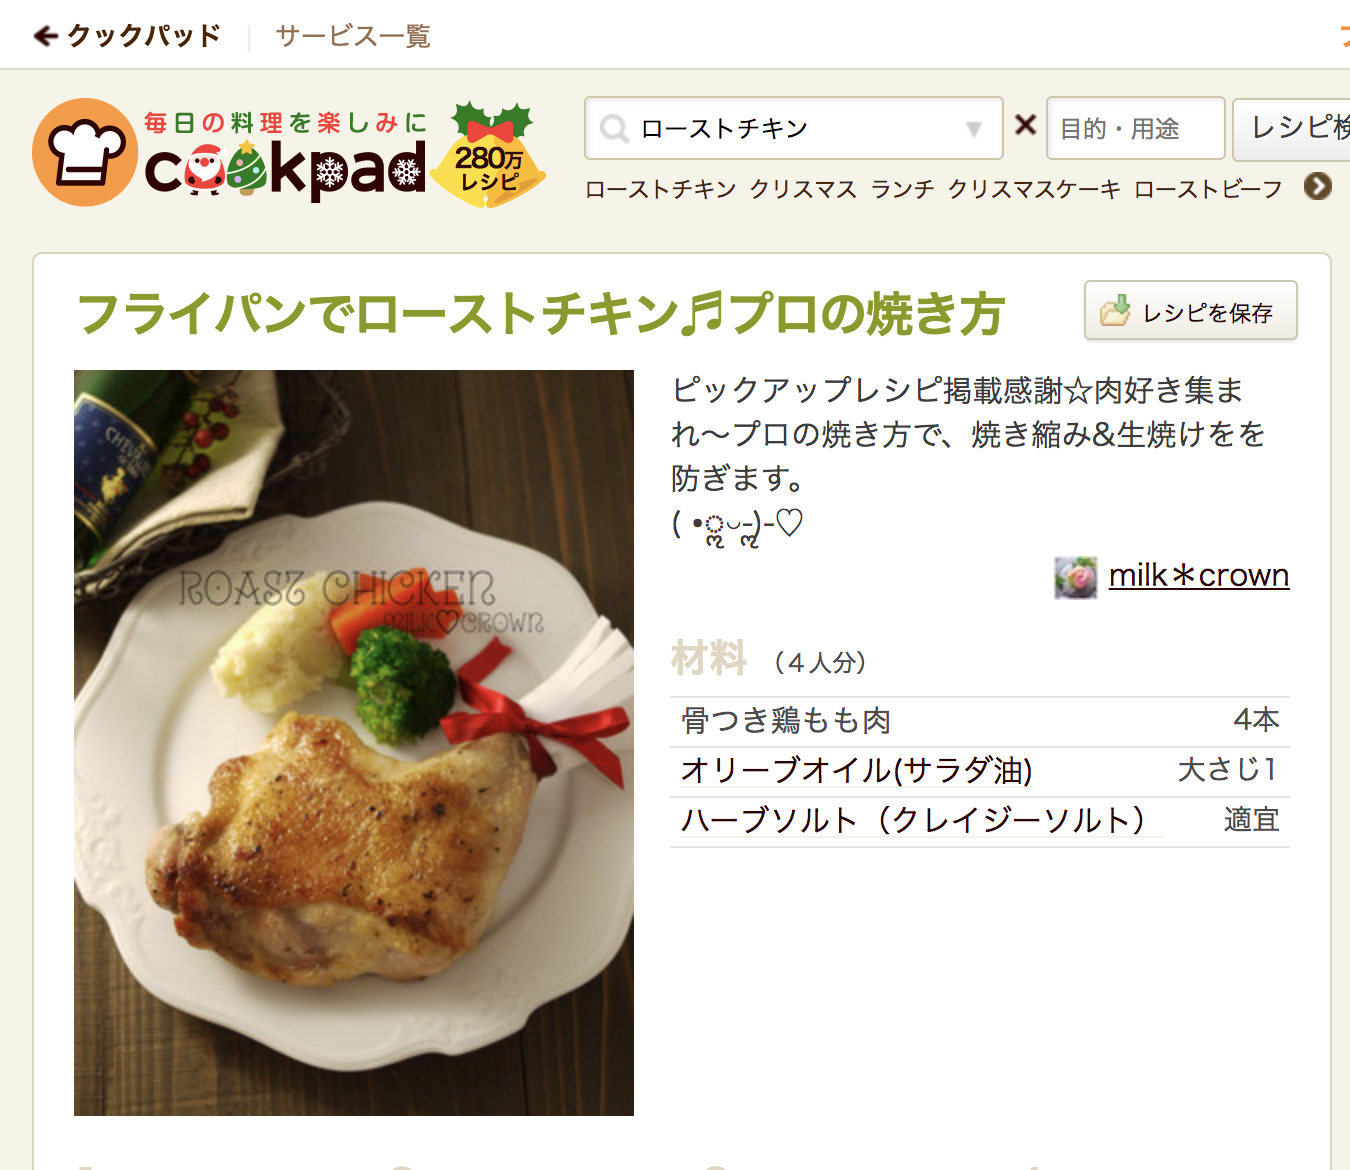 クックパッド
サービス一覧
毎日の料理を楽しみに
cookpad
280万
レシピ
ローストチキン
目的・用途
レシピ検
ローストチキン クリスマス ランチ クリスマスケーキ ローストビーフ
フライパンでローストチキン♬プロの焼き方
レシピを保存
ピックアップレシピ掲載感謝☆肉好き集ま
れ〜プロの焼き方で、焼き縮み&生焼けをを
防ぎます。
( •ૢᴗ-ૢ)-♡
milk＊crown
ROAST CHICKEN
MILK♡CROWN
材料 （４人分）
骨つき鶏もも肉 4本
オリーブオイル(サラダ油) 大さじ1
ハーブソルト（クレイジーソルト） 適宜